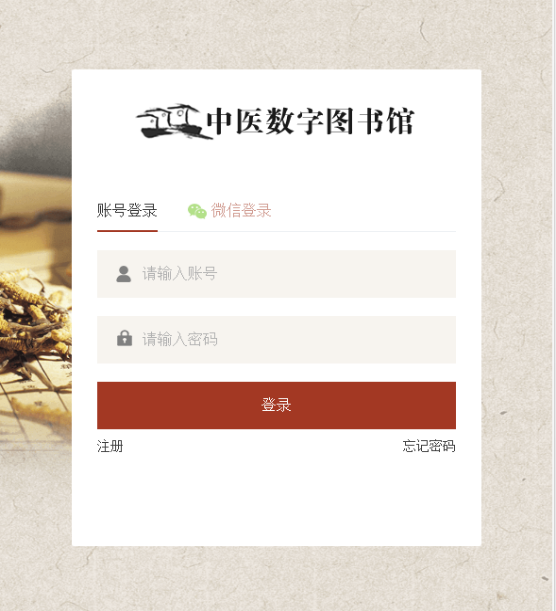 中医数字图书馆
账号登录 微信登录
请输入账号
请输入密码
登录
注册 忘记密码